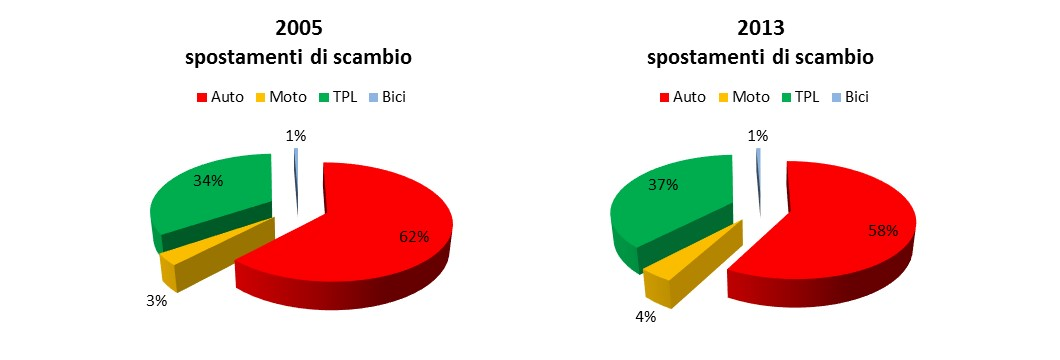 2005
spostamenti di scambio
Auto Moto TPL Bici
1%
34%
62%
3%
2013
spostamenti di scambio
Auto Moto TPL Bici
1%
37%
58%
4%